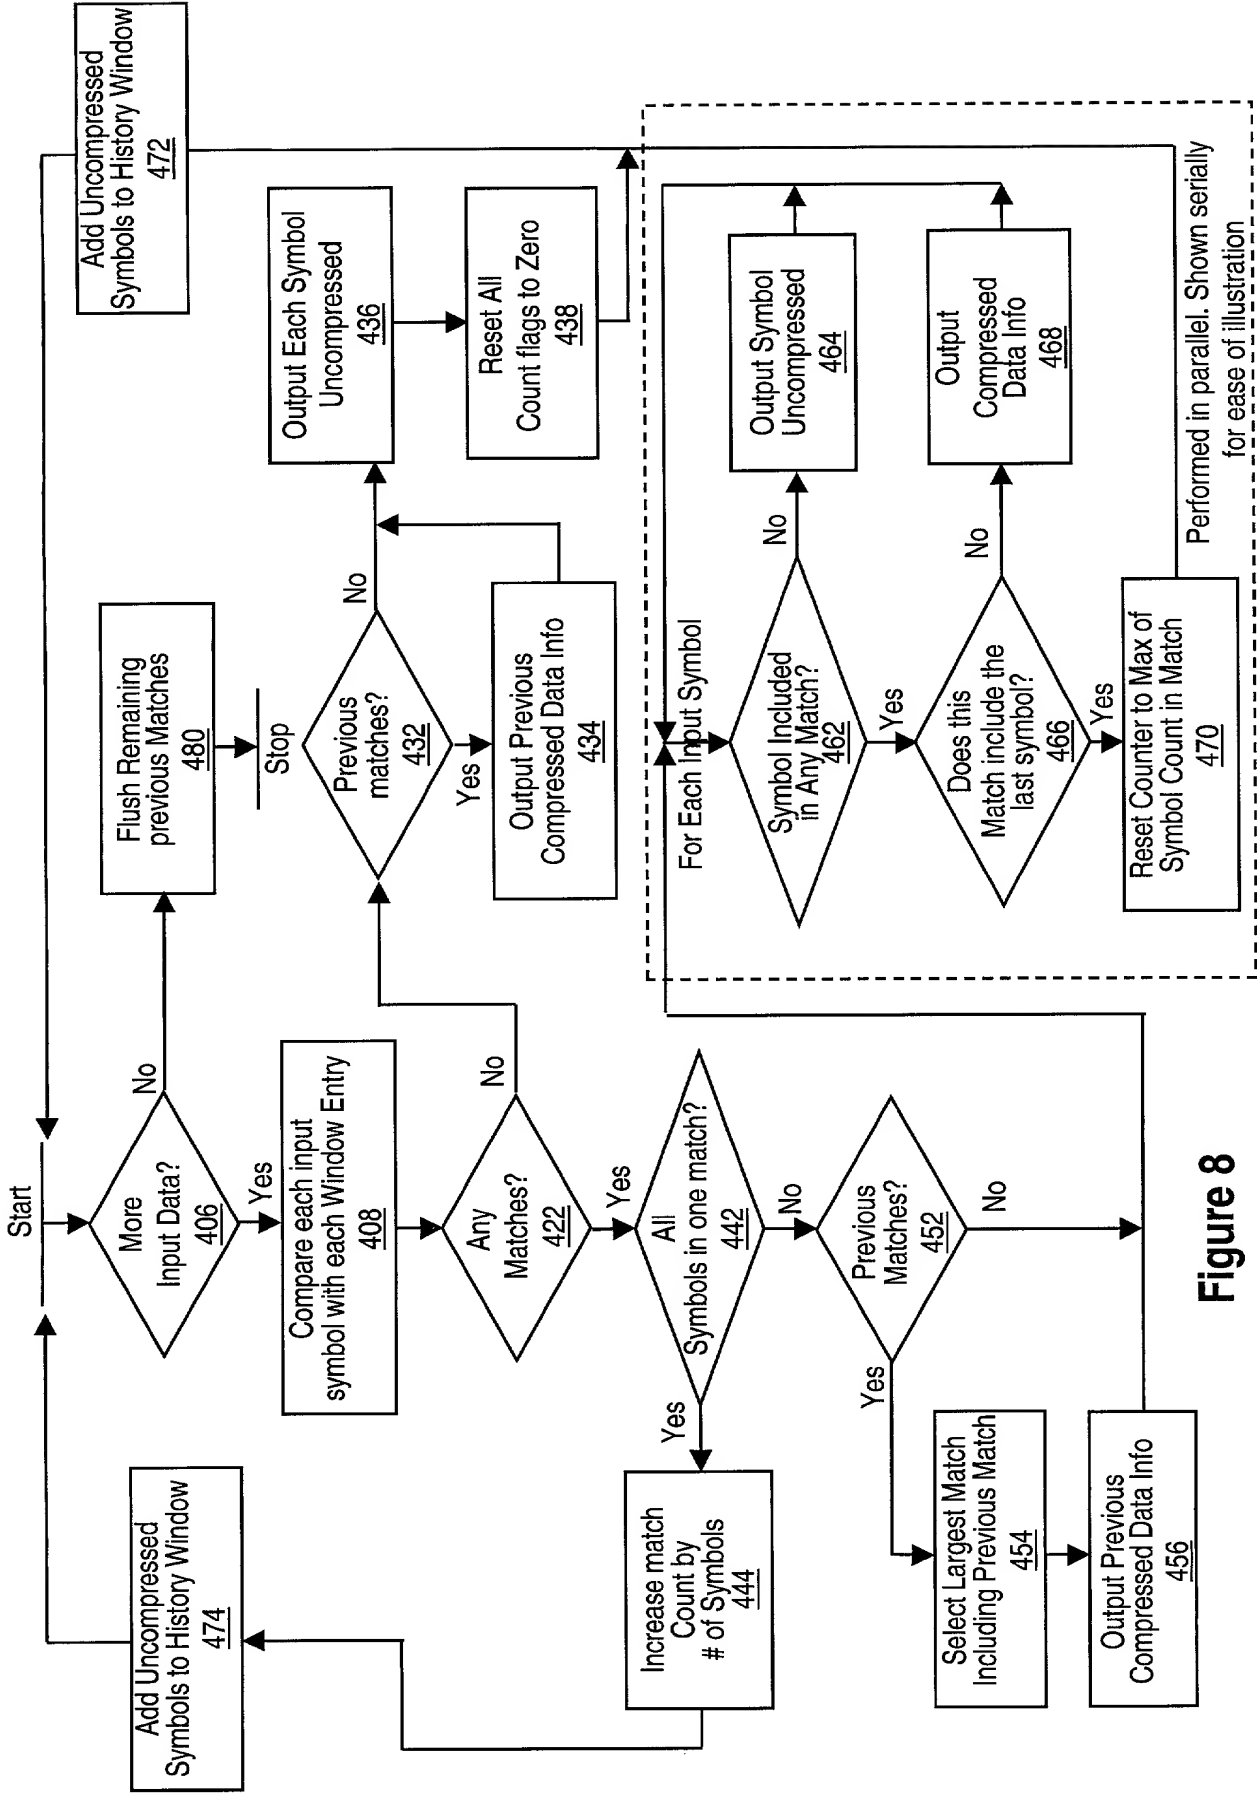 Start
More
Input Data?
406
No
Yes
Flush Remaining
previous Matches
480
Stop
Add Uncompressed
Symbols to History Window
474
Add Uncompressed
Symbols to History Window
472
Compare each input
symbol with each Window Entry
408
Any
Matches?
422
No
Yes
Previous
matches?
432
No
Yes
Output Previous
Compressed Data Info
434
Output Each Symbol
Uncompressed
436
Reset All
Count flags to Zero
438
All
Symbols in one match?
442
Yes
No
Increase match
Count by
# of Symbols
444
Previous
Matches?
452
Yes
No
Select Largest Match
Including Previous Match
454
Output Previous
Compressed Data Info
456
For Each Input Symbol
Symbol Included
in Any Match?
462
No
Yes
Output Symbol
Uncompressed
464
Does this
Match include the
last symbol?
466
No
Yes
Output
Compressed
Data Info
468
Reset Counter to Max of
Symbol Count in Match
470
Performed in parallel. Shown serially
for ease of illustration
Figure 8